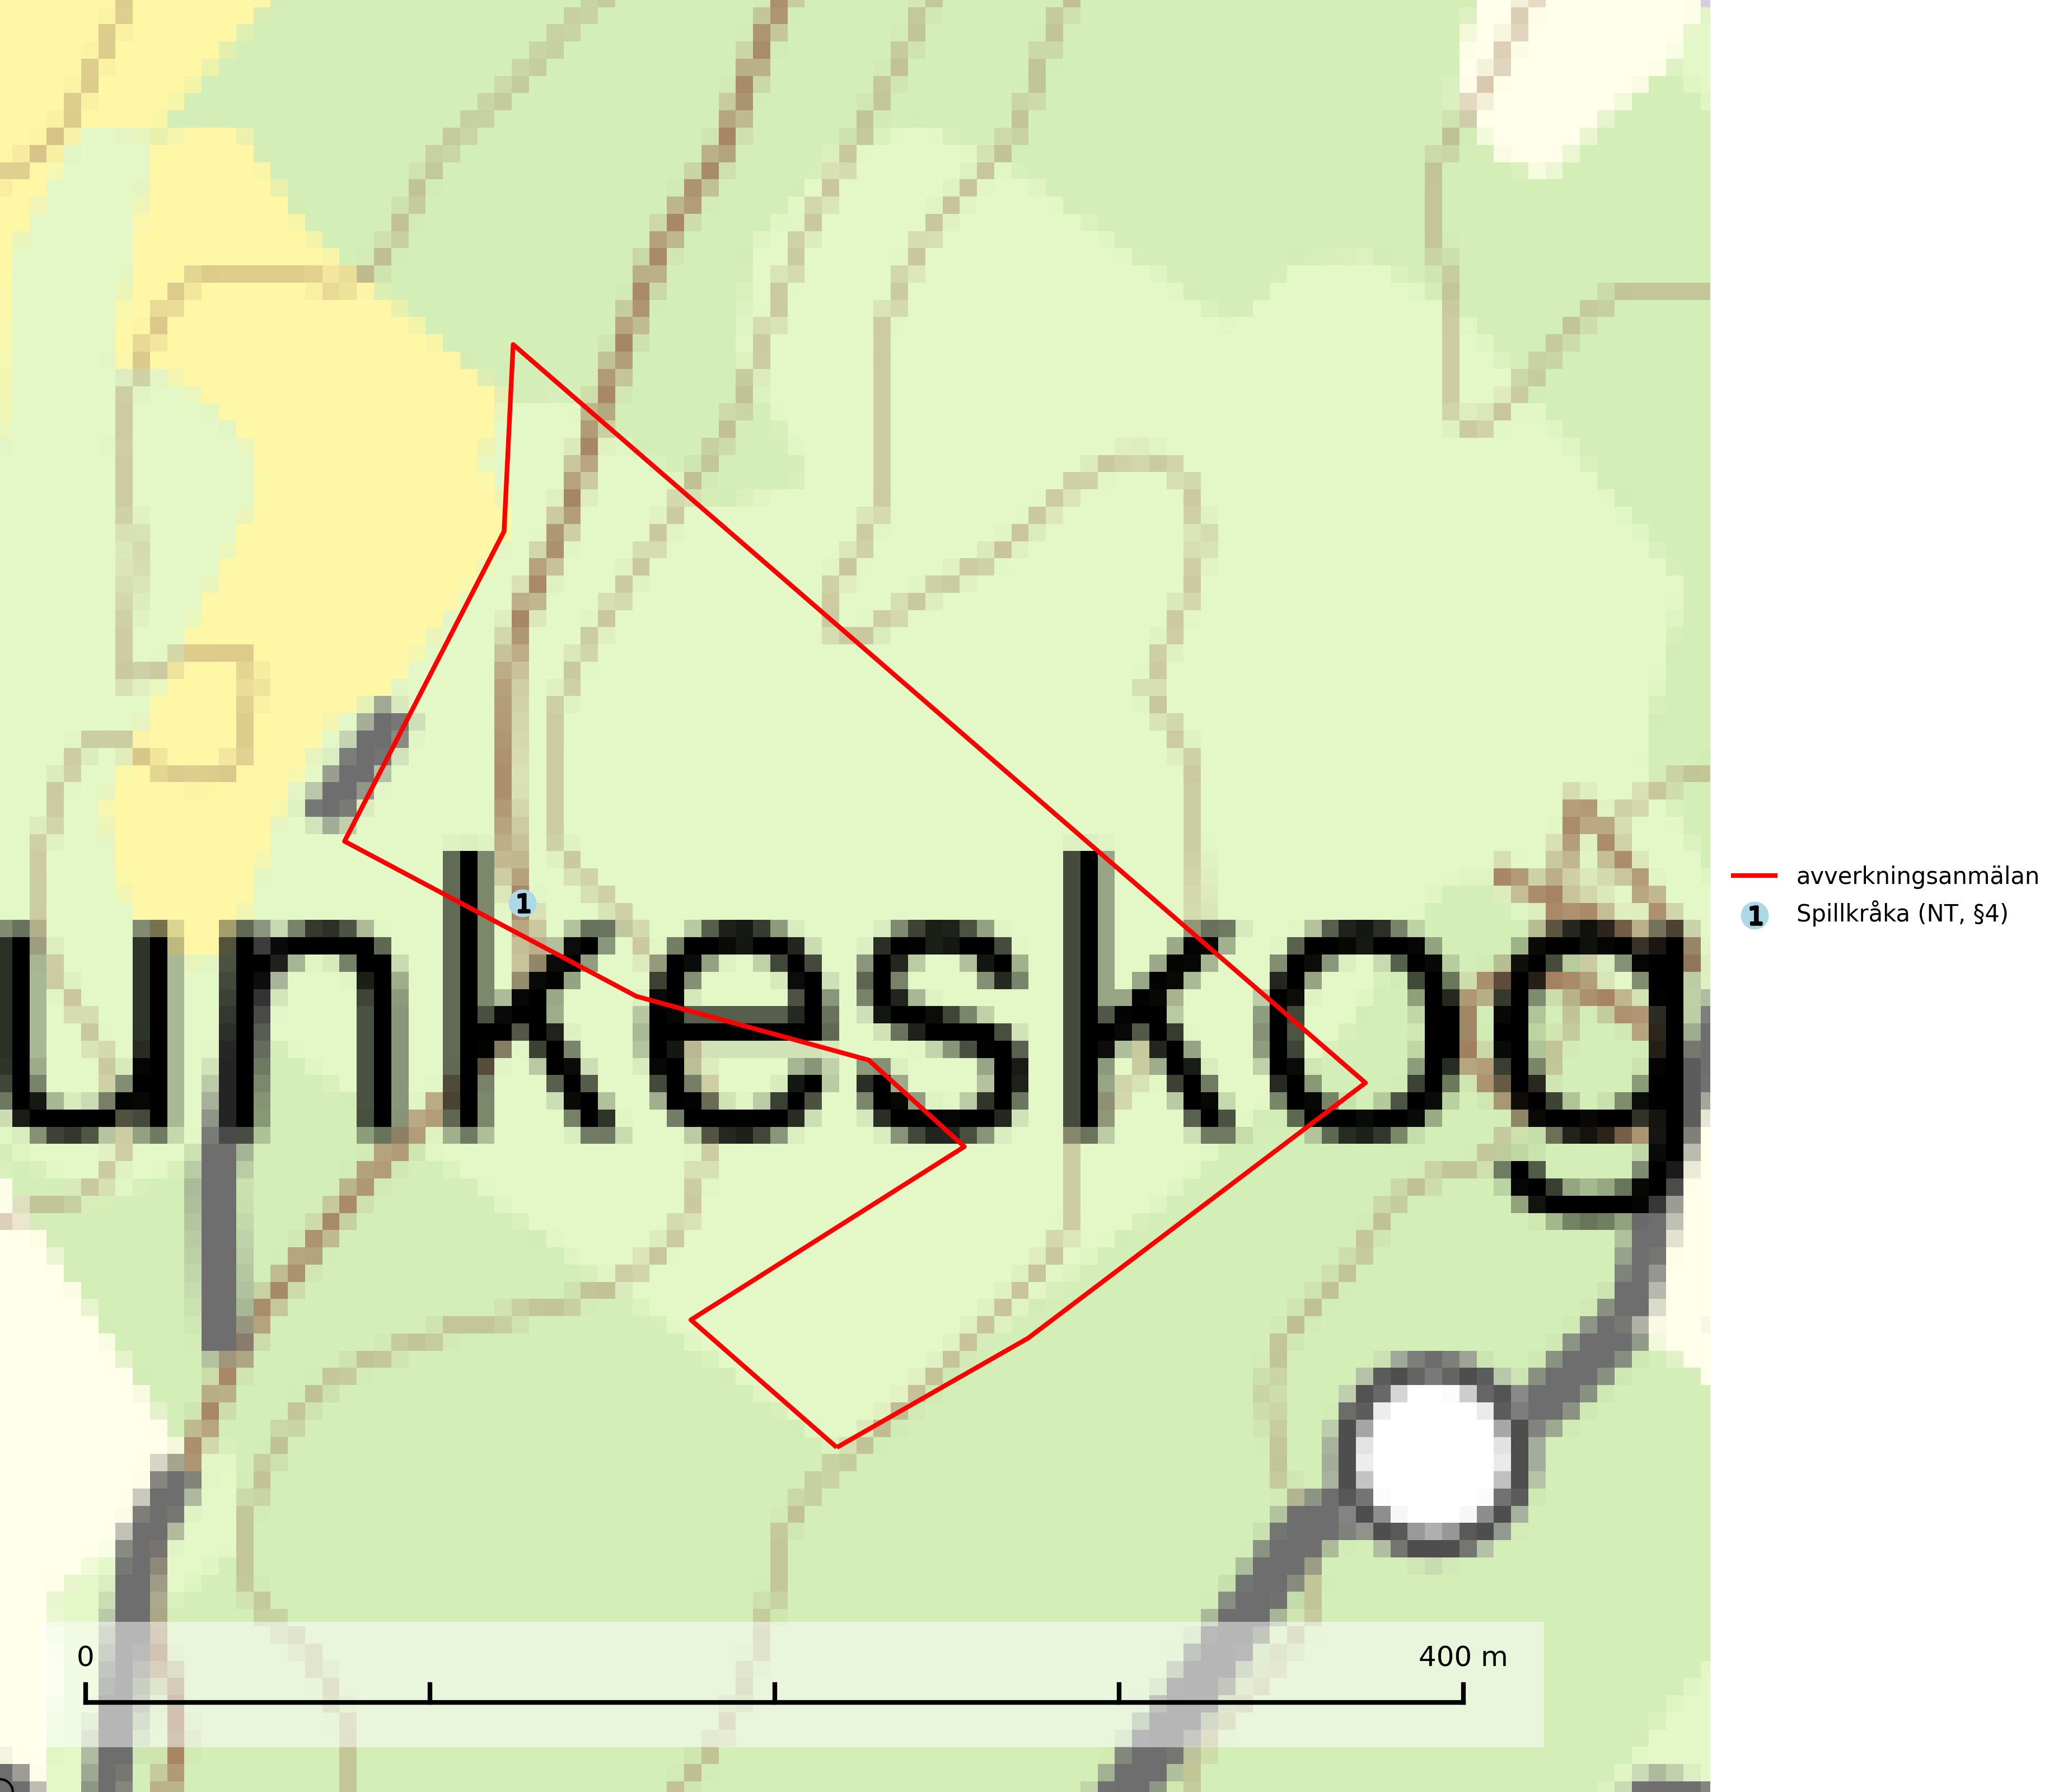 1
unkeskog
0 400 m
avverkningsanmälan
1 Spillkråka (NT, §4)